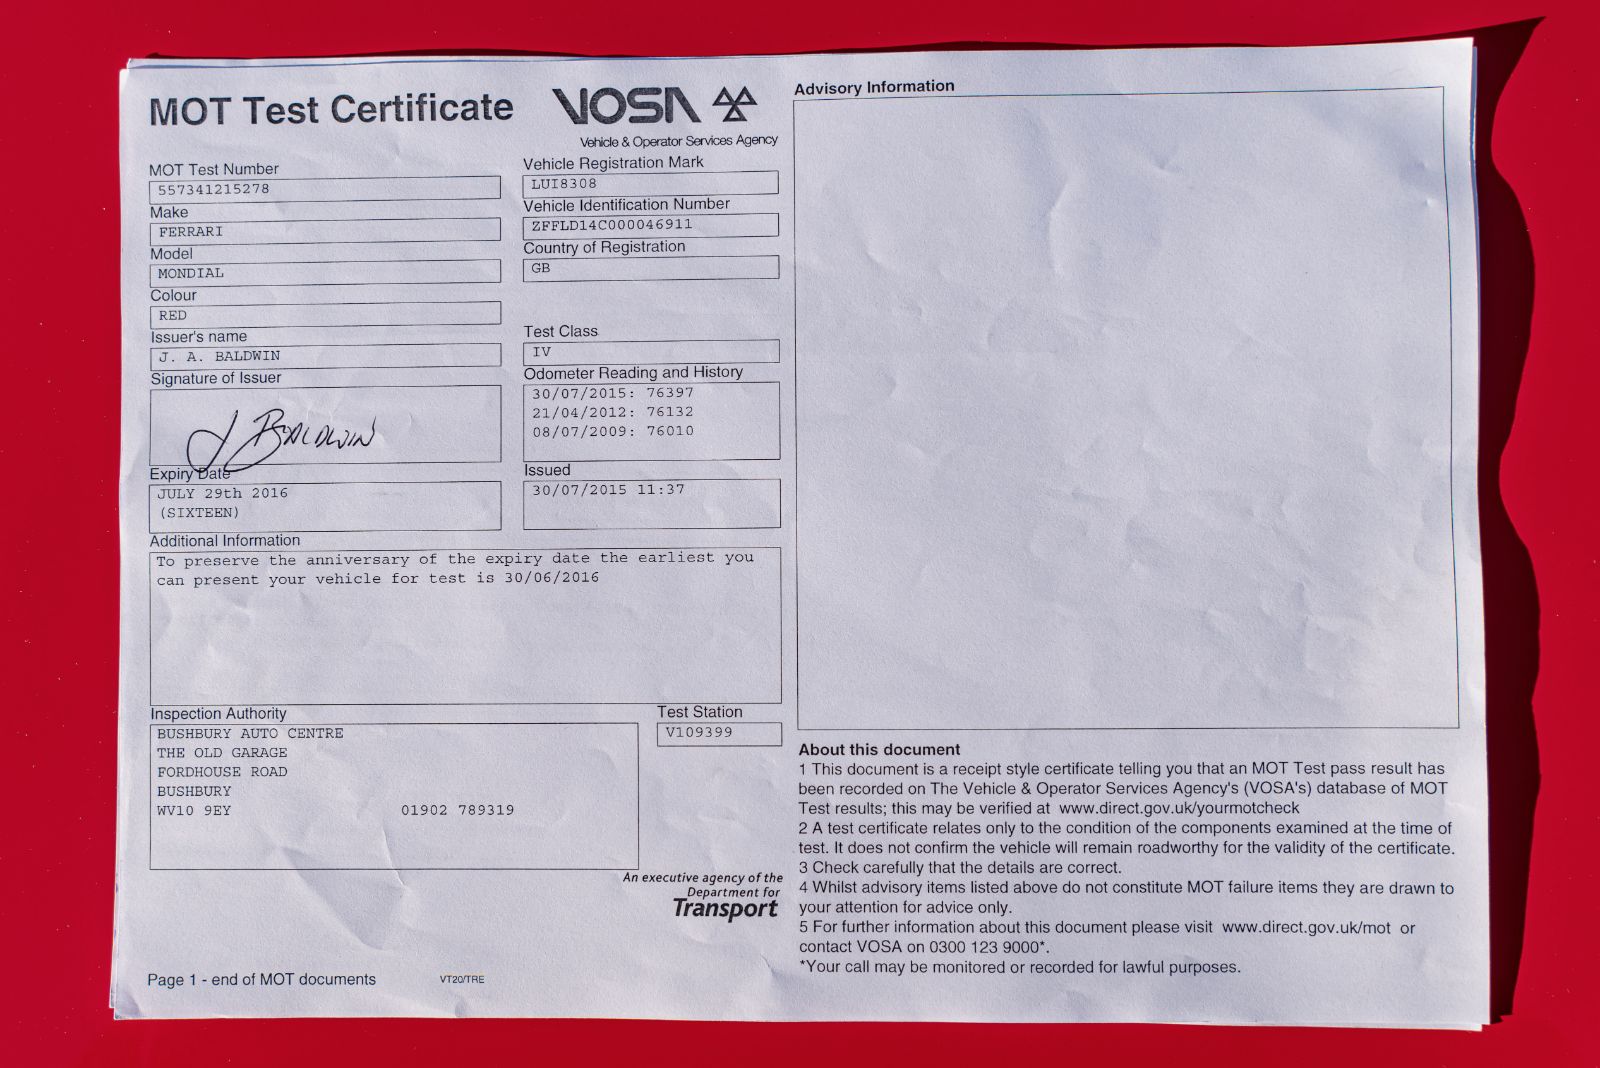 MOT Test Certificate
VOSA
Vehicle & Operator Services Agency
MOT Test Number
557341215278
Make
FERRARI
Model
MONDIAL
Colour
RED
Issuer's name
J. A. BALDWIN
Signature of Issuer
J BALDWIN
Expiry Date
JULY 29th 2016
(SIXTEEN)
Vehicle Registration Mark
LUI8308
Vehicle Identification Number
ZFFLD14C000046911
Country of Registration
GB
Test Class
IV
Odometer Reading and History
30/07/2015: 76397
21/04/2012: 76132
08/07/2009: 76010
Issued
30/07/2015 11:37
Additional Information
To preserve the anniversary of the expiry date the earliest you
can present your vehicle for test is 30/06/2016
Inspection Authority
BUSHBURY AUTO CENTRE
THE OLD GARAGE
FORDHOUSE ROAD
BUSHBURY
WV10 9EY 01902 789319
Test Station
V109399
An executive agency of the
Department for
Transport
Page 1 - end of MOT documents
VT20/TRE
Advisory Information
About this document
1 This document is a receipt style certificate telling you that an MOT Test pass result has
been recorded on The Vehicle & Operator Services Agency's (VOSA's) database of MOT
Test results; this may be verified at www.direct.gov.uk/yourmotcheck
2 A test certificate relates only to the condition of the components examined at the time of
test. It does not confirm the vehicle will remain roadworthy for the validity of the certificate.
3 Check carefully that the details are correct.
4 Whilst advisory items listed above do not constitute MOT failure items they are drawn to
your attention for advice only.
5 For further information about this document please visit www.direct.gov.uk/mot or
contact VOSA on 0300 123 9000*.
*Your call may be monitored or recorded for lawful purposes.